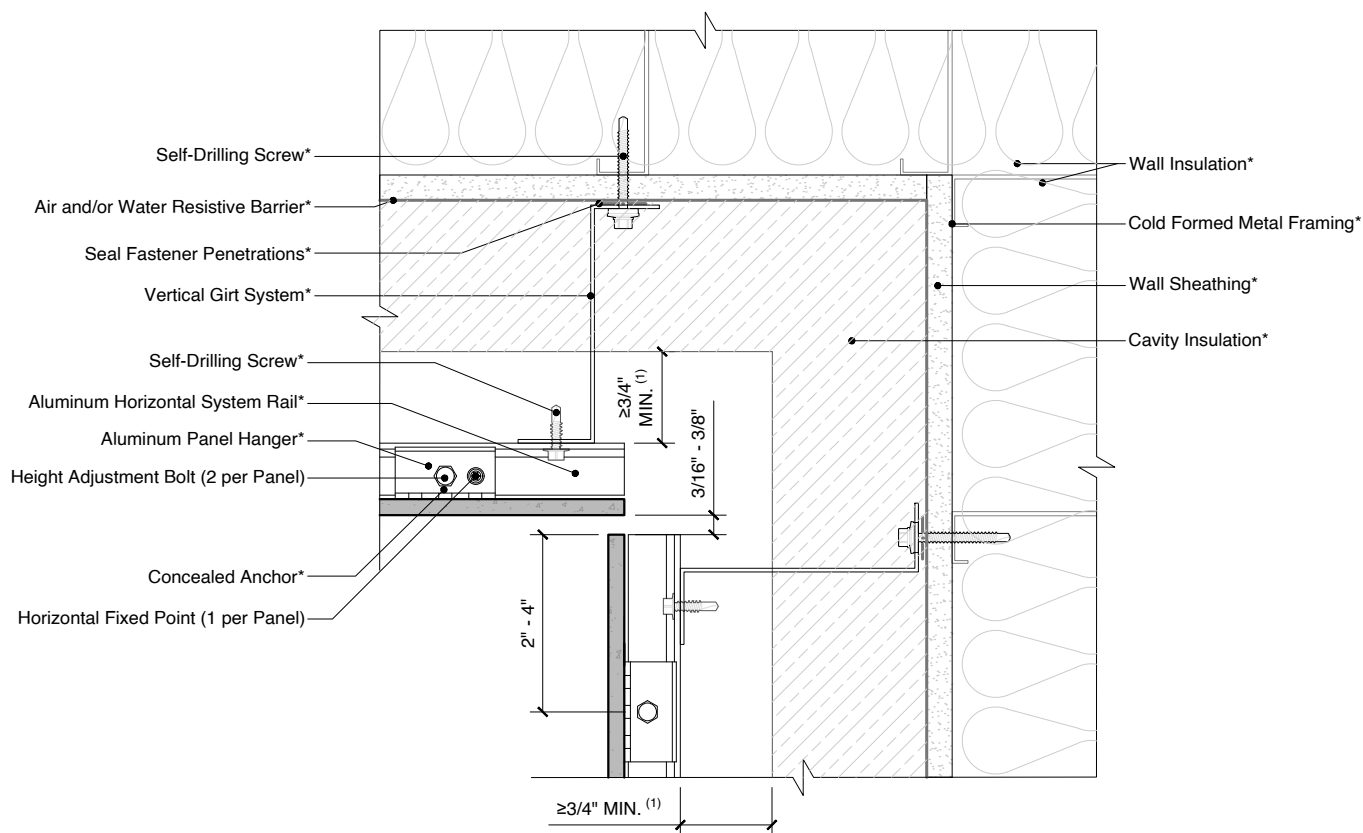 Self-Drilling Screw*
Air and/or Water Resistive Barrier*
Seal Fastener Penetrations*
Vertical Girt System*
Self-Drilling Screw*
Aluminum Horizontal System Rail*
Aluminum Panel Hanger*
Height Adjustment Bolt (2 per Panel)
Concealed Anchor*
Horizontal Fixed Point (1 per Panel)
Wall Insulation*
Cold Formed Metal Framing*
Wall Sheathing*
Cavity Insulation*
≥3/4"
MIN. (1)
3/16" - 3/8"
2" - 4"
≥3/4" MIN. (1)